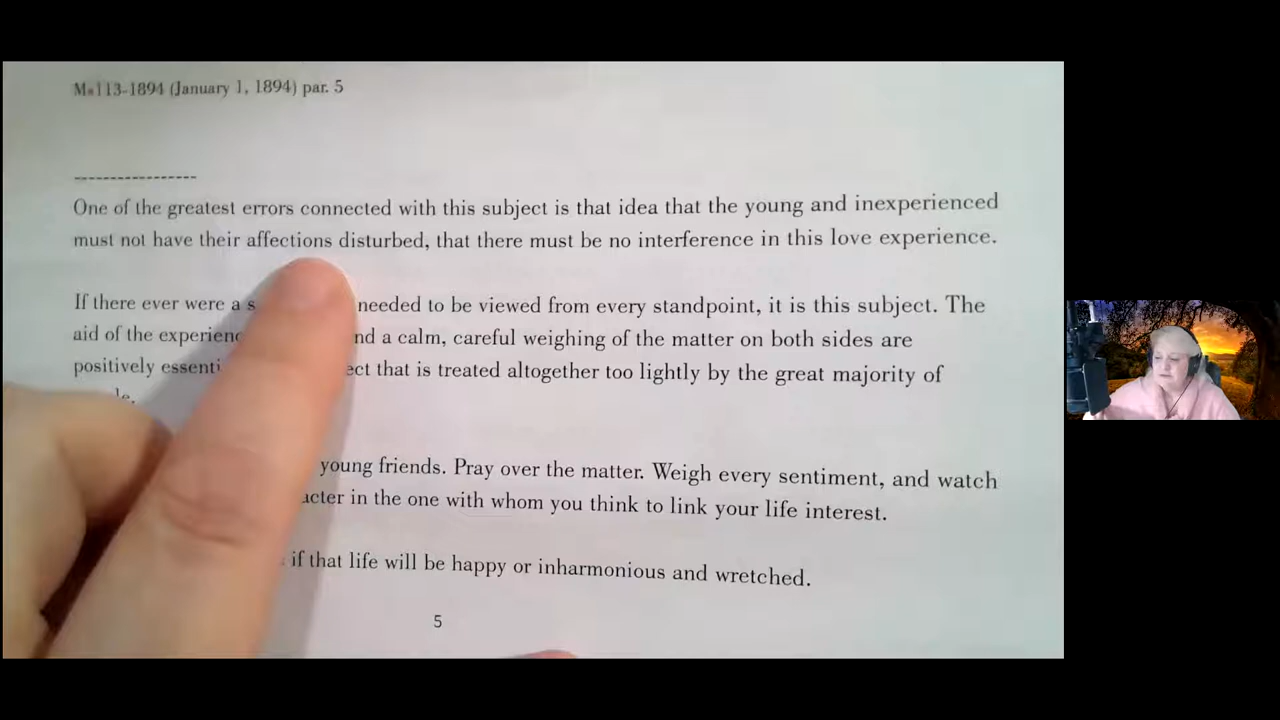 Ms113-1894 (January 1, 1894) par. 5
-----------------
One of the greatest errors connected with this subject is that idea that the young and inexperienced
must not have their affections disturbed, that there must be no interference in this love experience.
If there ever were a s needed to be viewed from every standpoint, it is this subject. The
aid of the experienc nd a calm, careful weighing of the matter on both sides are
positively essenti ect that is treated altogether too lightly by the great majority of
le.
young friends. Pray over the matter. Weigh every sentiment, and watch
acter in the one with whom you think to link your life interest.
if that life will be happy or inharmonious and wretched.
5